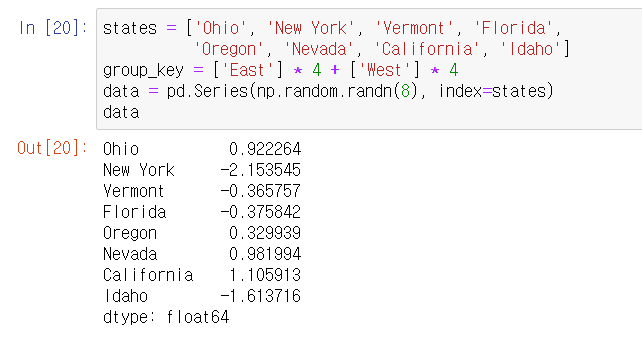 In [20]: states = ['Ohio', 'New York', 'Vermont', 'Florida',
'Oregon', 'Nevada', 'California', 'Idaho']
group_key = ['East'] * 4 + ['West'] * 4
data = pd.Series(np.random.randn(8), index=states)
data
Out[20]: Ohio 0.922264
New York -2.153545
Vermont -0.365757
Florida -0.375842
Oregon 0.329939
Nevada 0.981994
California 1.105913
Idaho -1.613716
dtype: float64